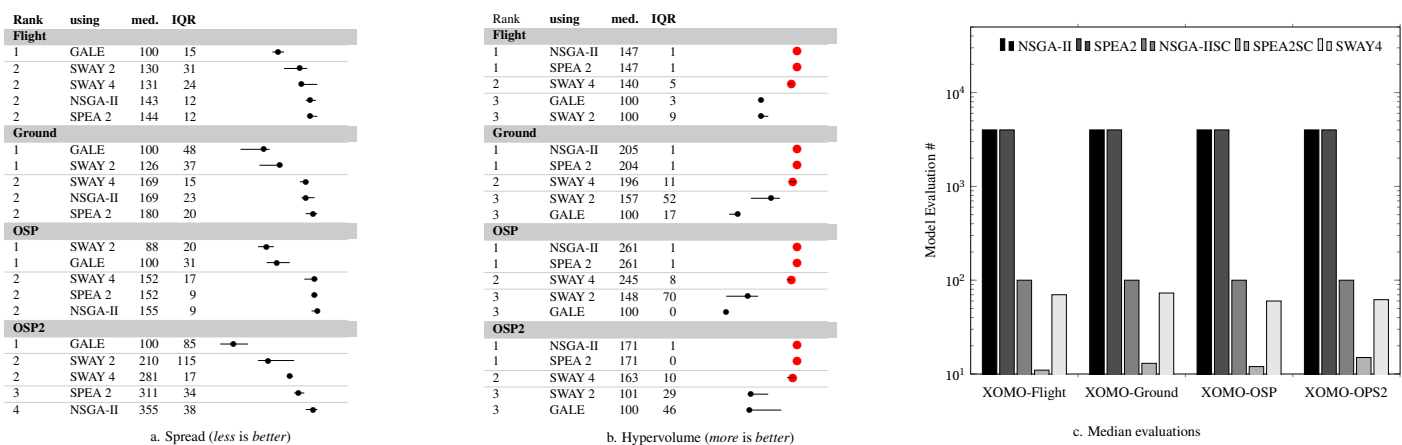 Rank using med. IQR
Flight
1 GALE 100 15
2 SWAY 2 130 31
2 SWAY 4 131 24
2 NSGA-II 143 12
2 SPEA 2 144 12
Ground
1 GALE 100 48
1 SWAY 2 126 37
2 SWAY 4 169 15
2 NSGA-II 169 23
2 SPEA 2 180 20
OSP
1 SWAY 2 88 20
1 GALE 100 31
2 SWAY 4 152 17
2 SPEA 2 152 9
2 NSGA-II 155 9
OSP2
1 GALE 100 85
2 SWAY 2 210 115
2 SWAY 4 281 17
3 SPEA 2 311 34
4 NSGA-II 355 38
a. Spread (less is better)
Rank using med. IQR
Flight
1 NSGA-II 147 1
1 SPEA 2 147 1
2 SWAY 4 140 5
3 GALE 100 3
3 SWAY 2 100 9
Ground
1 NSGA-II 205 1
1 SPEA 2 204 1
2 SWAY 4 196 11
3 SWAY 2 157 52
3 GALE 100 17
OSP
1 NSGA-II 261 1
1 SPEA 2 261 1
2 SWAY 4 245 8
3 SWAY 2 148 70
3 GALE 100 0
OSP2
1 NSGA-II 171 1
1 SPEA 2 171 0
2 SWAY 4 163 10
3 SWAY 2 101 29
3 GALE 100 46
b. Hypervolume (more is better)
NSGA-II SPEA2 NSGA-IISC SPEA2SC SWAY4
Model Evaluation #
10^4
10^3
10^2
10^1
XOMO-Flight XOMO-Ground XOMO-OSP XOMO-OPS2
c. Median evaluations